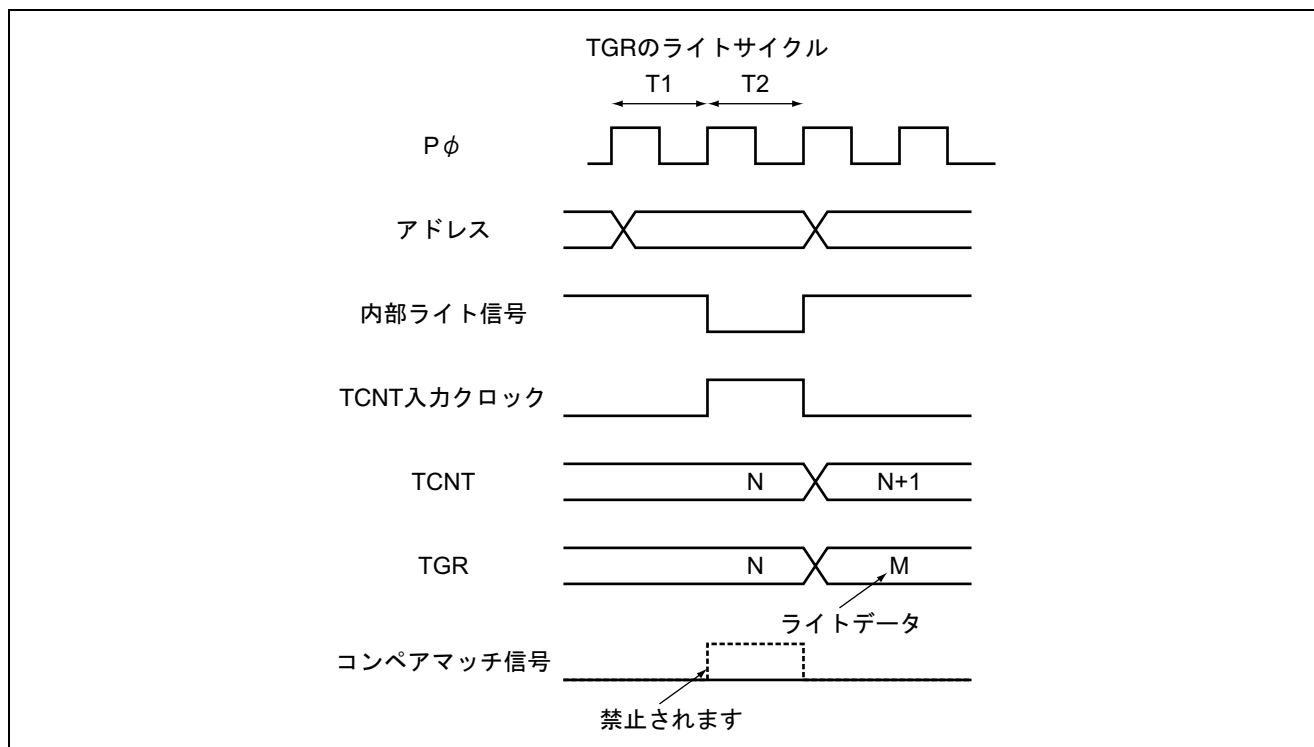 TGRのライトサイクル
T1 T2
Pφ
アドレス
内部ライト信号
TCNT入力クロック
TCNT N N+1
TGR N M
ライトデータ
コンペアマッチ信号
禁止されます